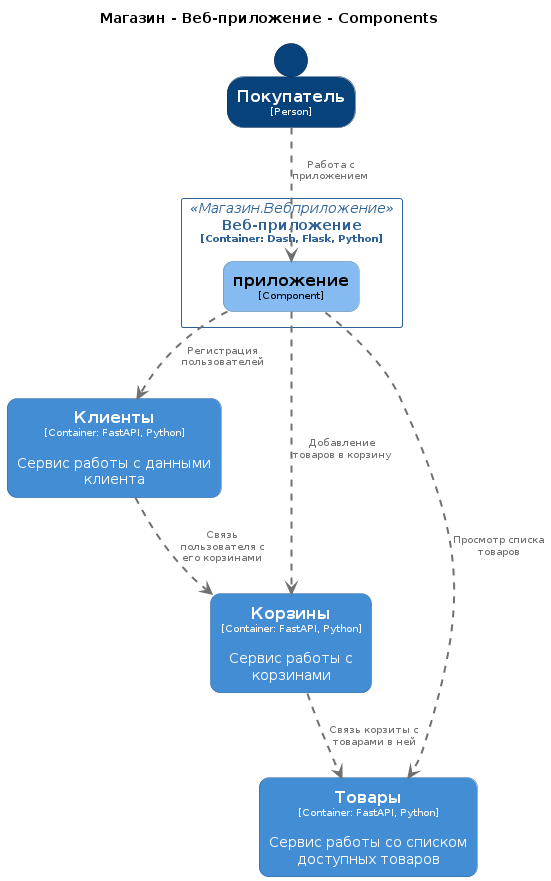 Магазин - Веб-приложение - Components
Покупатель
[Person]
Работа с
приложением
«Магазин.Вебприложение»
Веб-приложение
[Container: Dash, Flask, Python]
приложение
[Component]
Регистрация
пользователей
Клиенты
[Container: FastAPI, Python]
Сервис работы с данными
клиента
Добавление
товаров в корзину
Просмотр списка
товаров
Связь
пользователя с
его корзинами
Корзины
[Container: FastAPI, Python]
Сервис работы с
корзинами
Связь корзиты с
товарами в ней
Товары
[Container: FastAPI, Python]
Сервис работы со списком
доступных товаров